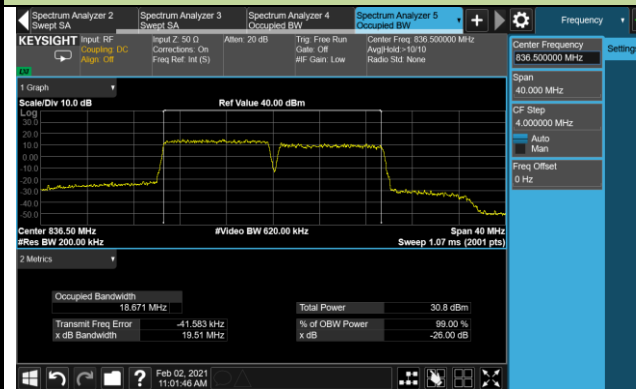 Spectrum Analyzer 2
Swept SA
Spectrum Analyzer 3
Swept SA
Spectrum Analyzer 4
Occupied BW
Spectrum Analyzer 5
Occupied BW
Frequency
KEYSIGHT
Input: RF
Coupling: DC
Align: Off
Input Z: 50 Ω
Corrections: On
Freq Ref: Int (S)
Atten: 20 dB
Trig: Free Run
Gate: Off
#IF Gain: Low
Center Freq: 836.500000 MHz
Avg|Hold:>10/10
Radio Std: None
Center Frequency
836.500000 MHz
Settings
Span
40.000 MHz
CF Step
4.000000 MHz
Auto
Man
Freq Offset
0 Hz
1 Graph
Scale/Div 10.0 dB
Ref Value 40.00 dBm
Log
30.0
20.0
10.0
0.00
-10.0
-20.0
-30.0
-40.0
-50.0
Center 836.50 MHz
#Video BW 620.00 kHz
Span 40 MHz
#Res BW 200.00 kHz
Sweep 1.07 ms (2001 pts)
2 Metrics
Occupied Bandwidth
18.671 MHz
Total Power
30.8 dBm
Transmit Freq Error
-41.583 kHz
% of OBW Power
99.00 %
x dB Bandwidth
19.51 MHz
x dB
-26.00 dB
?
Feb 02, 2021
11:01:46 AM